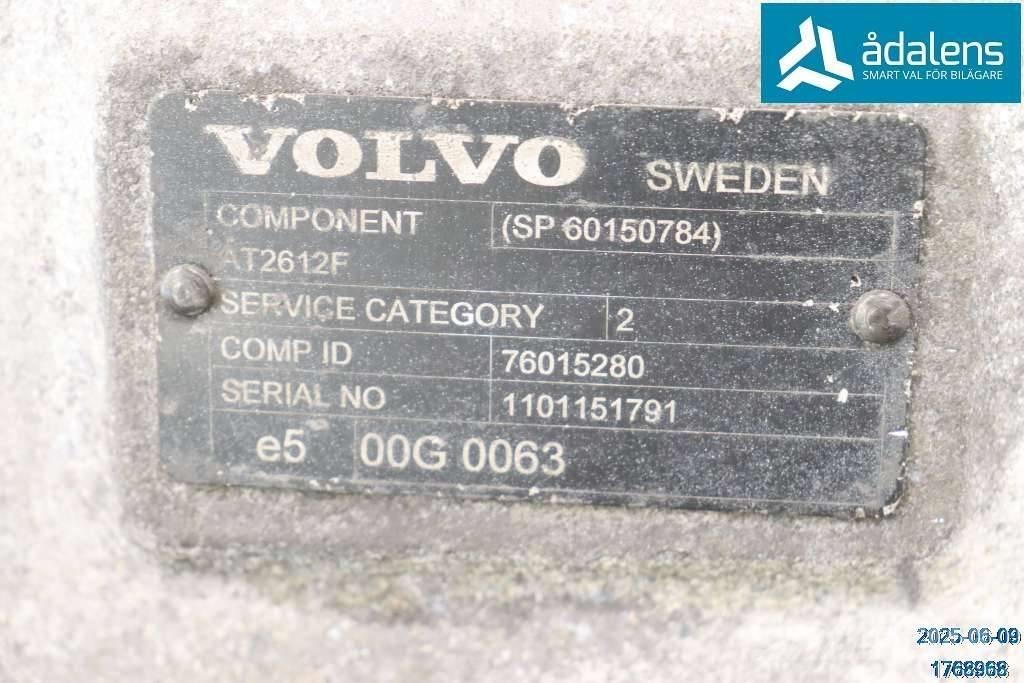 ådalens
SMART VAL FÖR BILÄGARE
VOLVO SWEDEN
COMPONENT (SP 60150784)
AT2612F
SERVICE CATEGORY 2
COMP ID 76015280
SERIAL NO 1101151791
e5 00G 0063
2025-06-09
1768968